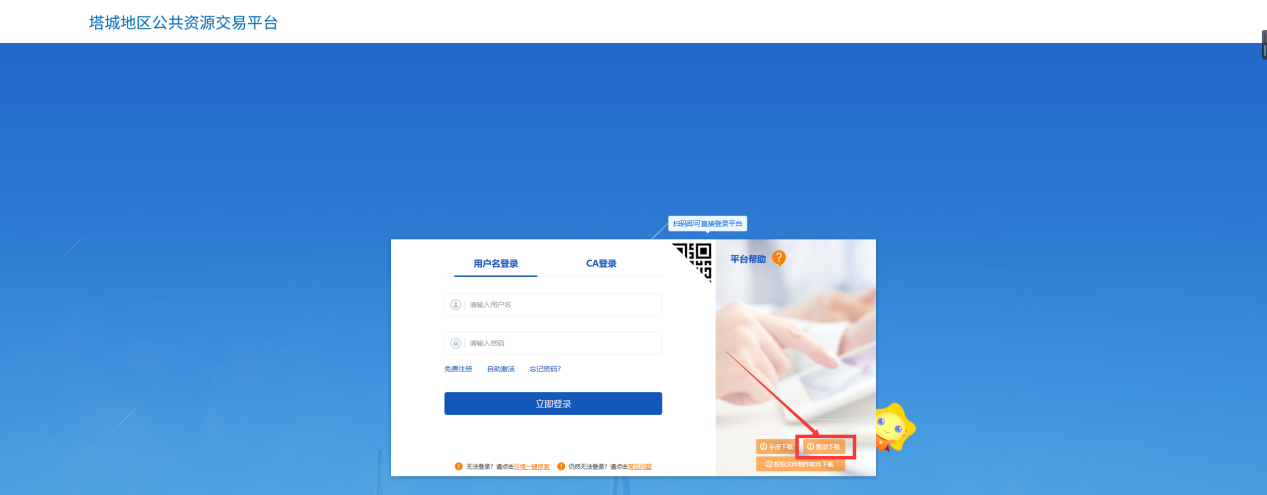 塔城地区公共资源交易平台
扫码即可直接登录平台
用户名登录
CA登录
平台帮助
请输入用户名
请输入密码
免费注册
自助激活
忘记密码?
立即登录
手册下载
驱动下载
投标文件制作软件下载
无法登录?请点击环境一键修复
仍然无法登录?请点击常见问题